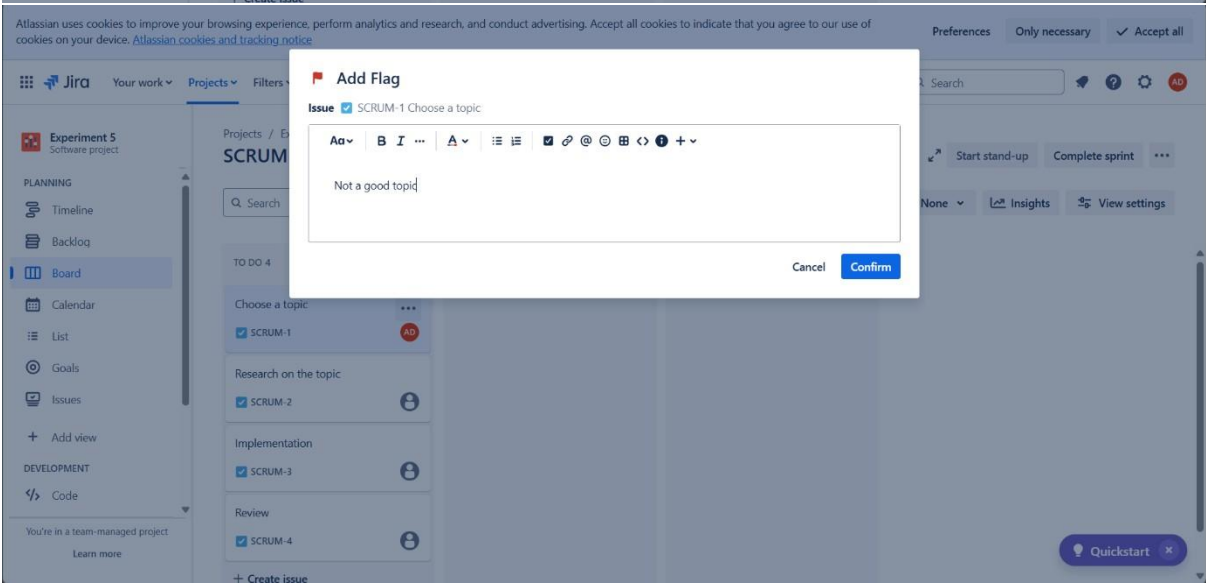 Create issue
Atlassian uses cookies to improve your browsing experience, perform analytics and research, and conduct advertising. Accept all cookies to indicate that you agree to our use of
cookies on your device. Atlassian cookies and tracking notice
Preferences Only necessary Accept all
Jira Your work Projects Filters
Search
AD
Add Flag
Issue SCRUM-1 Choose a topic
Aa B I ... A
Not a good topic
Cancel Confirm
Experiment 5
Software project
PLANNING
Timeline
Backlog
Board
Calendar
List
Goals
Issues
+ Add view
DEVELOPMENT
</> Code
You're in a team-managed project
Learn more
Projects /
SCRUM
Start stand-up Complete sprint ...
Search
None Insights View settings
TO DO 4
Choose a topic ...
SCRUM-1 AD
Research on the topic
SCRUM-2
Implementation
SCRUM-3
Review
SCRUM-4
+ Create issue
Quickstart ×